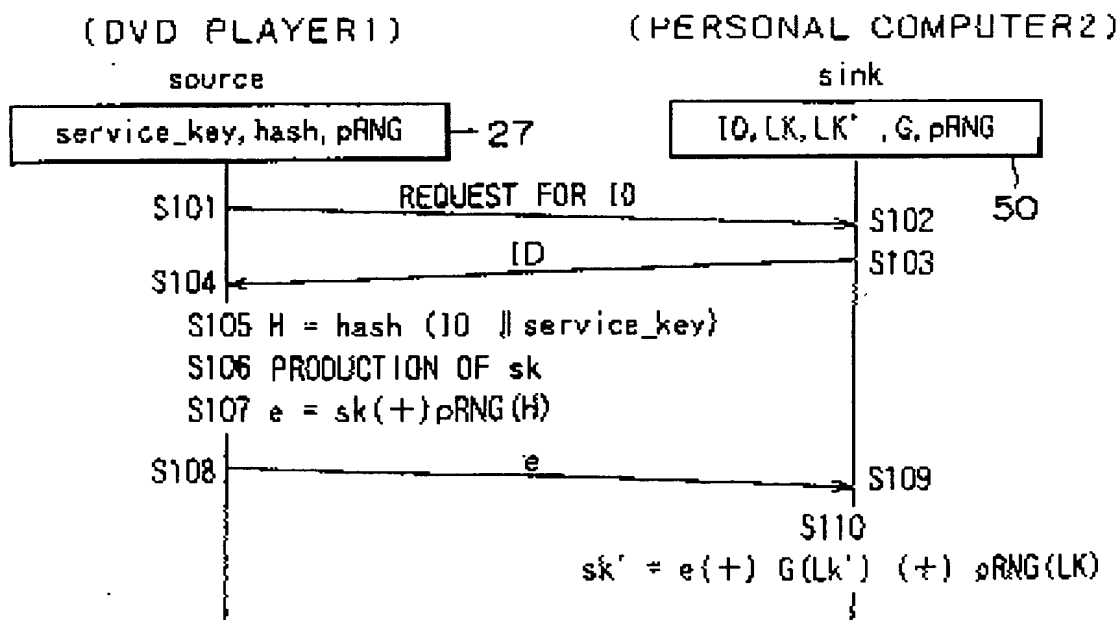 (DVD PLAYER1)
(PERSONAL COMPUTER2)
source
sink
service_key, hash, pRNG
27
ID, LK, LK', G, pRNG
50
S101
REQUEST FOR ID
S102
ID
S103
S104
S105 H = hash (ID || service_key)
S106 PRODUCTION OF sk
S107 e = sk(+)pRNG(H)
S108
e
S109
S110
sk' = e(+) G(Lk') (+) pRNG(LK)